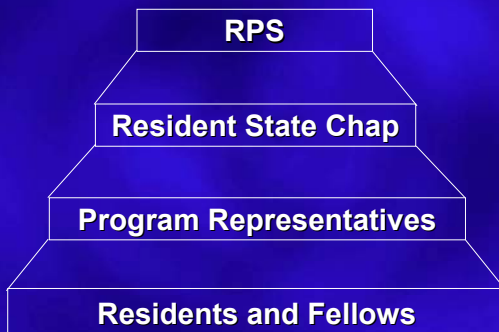 RPS
Resident State Chap
Program Representatives
Residents and Fellows